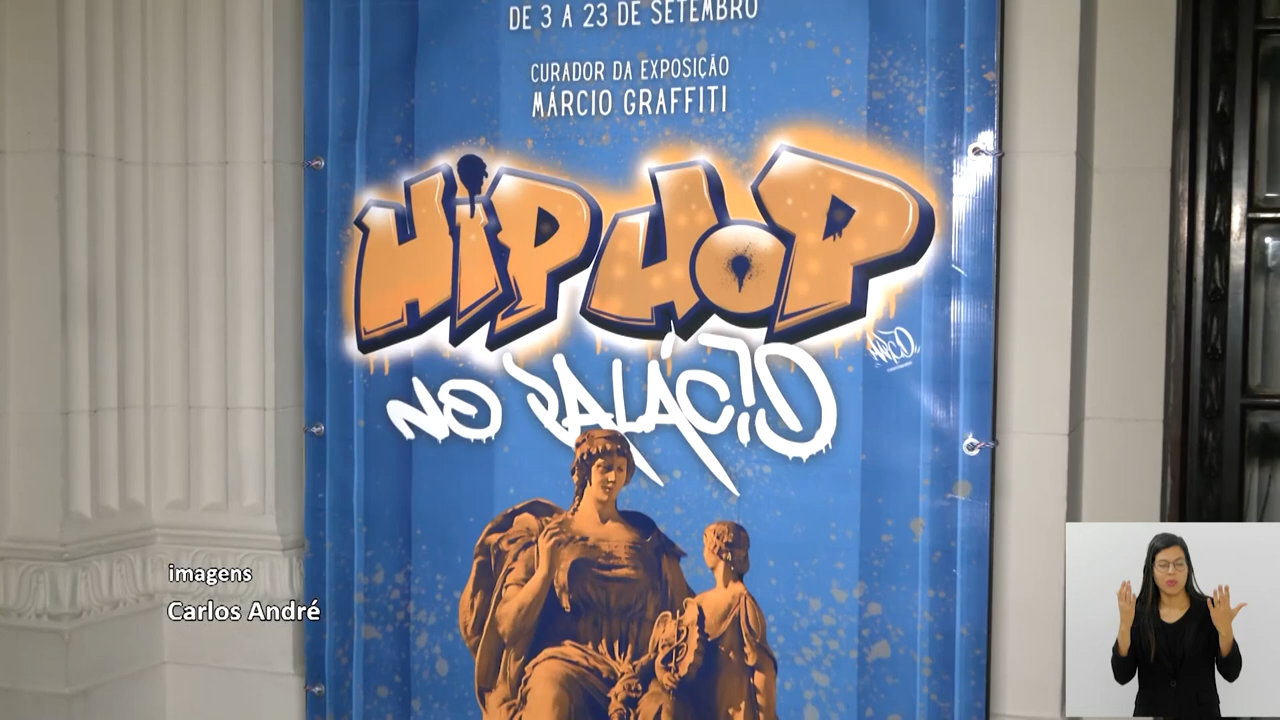 DE 3 A 23 DE SETEMBRO
CURADOR DA EXPOSIÇÃO
MÁRCIO GRAFFITI
HIP HOP
NO PALÁCIO
imagens
Carlos André